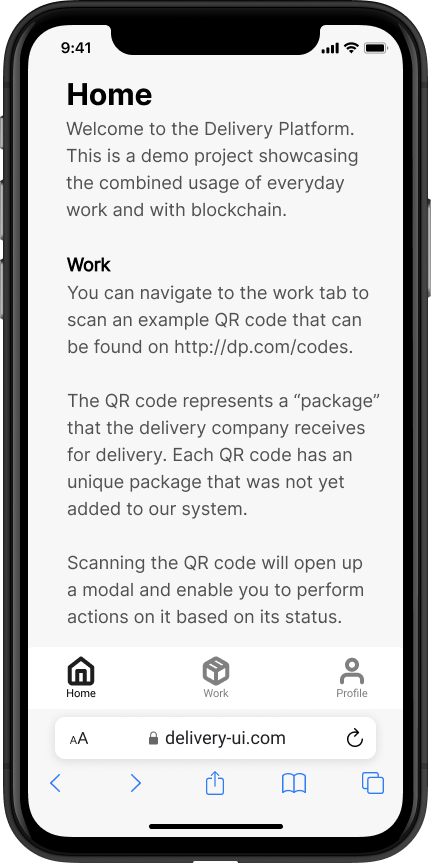 9:41
Home
Welcome to the Delivery Platform.
This is a demo project showcasing
the combined usage of everyday
work and with blockchain.
Work
You can navigate to the work tab to
scan an example QR code that can
be found on http://dp.com/codes.
The QR code represents a “package”
that the delivery company receives
for delivery. Each QR code has an
unique package that was not yet
added to our system.
Scanning the QR code will open up
a modal and enable you to perform
actions on it based on its status.
Home Work Profile
AA delivery-ui.com